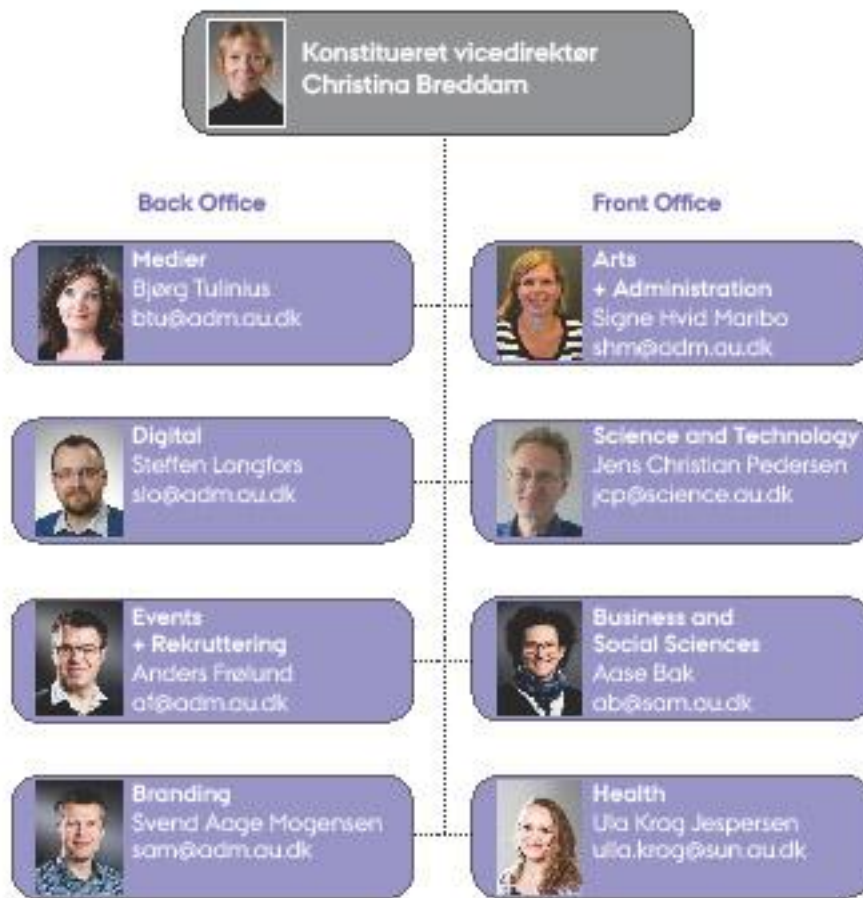 Konstitueret vicedirektør
Christina Breddam
Back Office
Front Office
Medier
Bjørg Tulinius
btu@adm.au.dk
Arts
+ Administration
Signe Hvid Maribo
shm@adm.au.dk
Digital
Steffen Longfors
slo@adm.au.dk
Science and Technology
Jens Christian Pedersen
jcp@science.au.dk
Events
+ Rekruttering
Anders Frølund
af@adm.au.dk
Business and
Social Sciences
Aase Bak
ab@sam.au.dk
Branding
Svend Aage Mogensen
sam@adm.au.dk
Health
Ula Krog Jespersen
ulla.krog@sun.au.dk